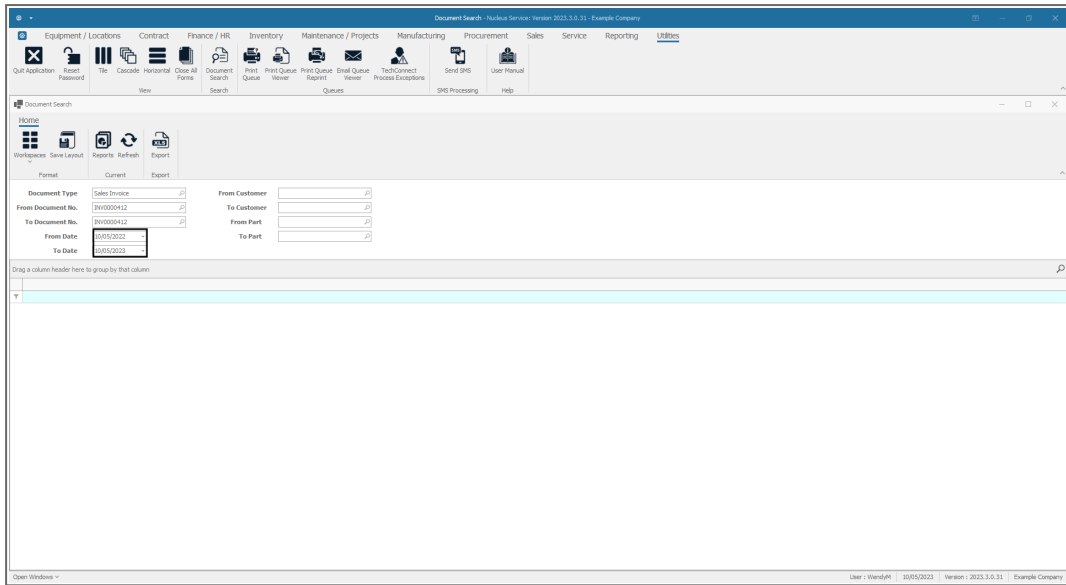 Document Search - Nucleus Service: Version 2023.3.0.31 - Example Company
Equipment / Locations Contract Finance / HR Inventory Maintenance / Projects Manufacturing Procurement Sales Service Reporting Utilities
Quit Application Reset Password Tile Cascade Horizontal Close All Forms Document Search Print Queue Print Queue Viewer Print Queue Reprint Email Queue Viewer TechConnect Process Exceptions SMS Send SMS User Manual
View Search Queues SMS Processing Help
Document Search
Home
Workspaces Save Layout Reports Refresh XLS Export
Format Current Export
Document Type Sales Invoice From Customer
From Document No. INV0000412 To Customer
To Document No. INV0000412 From Part
From Date 10/05/2022 To Part
To Date 10/05/2023
Drag a column header here to group by that column
Open Windows User : WendyM 10/05/2023 Version : 2023.3.0.31 Example Company